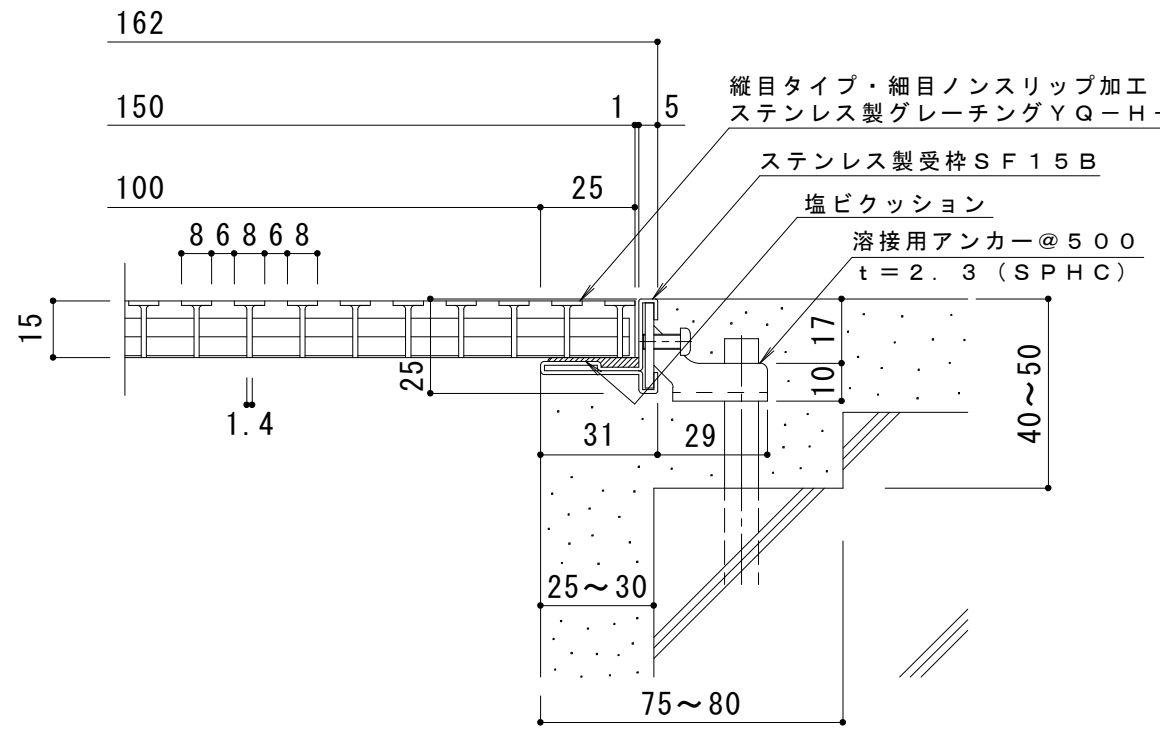 162
150
1
5
縦目タイプ・細目ノンスリップ加工
ステンレス製グレーチングＹＱ－Ｈ－
ステンレス製受枠ＳＦ１５Ｂ
100
25
塩ビクッション
8 6 8 6 8
溶接用アンカー＠５００
ｔ＝２．３（ＳＰＨＣ）
15
25
17
10
40～50
1.4
31
29
25～30
75～80